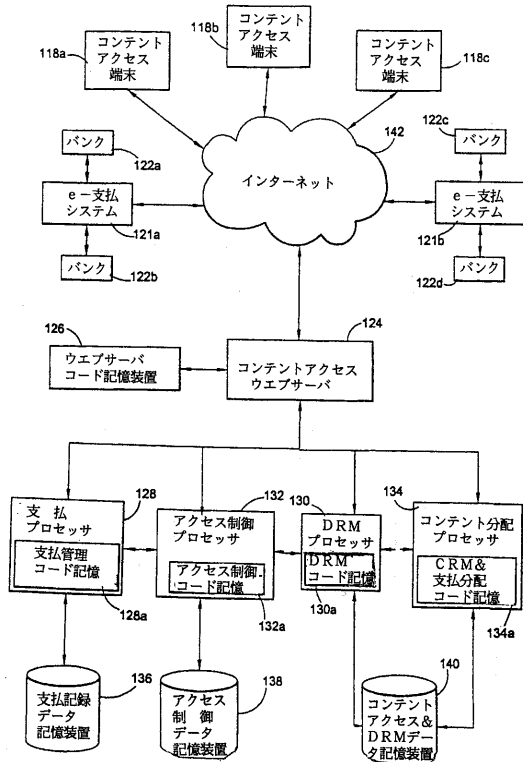 118a
コンテント
アクセス
端末
118b
コンテント
アクセス
端末
コンテント
アクセス
端末
118c
142
インターネット
バンク
122a
e－支払
システム
121a
バンク
122b
122c
バンク
e－支払
システム
121b
バンク
122d
126
ウエブサーバ
コード記憶装置
124
コンテントアクセス
ウエブサーバ
128
支払
プロセッサ
支払管理
コード記憶
128a
132
アクセス制御
プロセッサ
アクセス制御
コード記憶
132a
130
DRM
プロセッサ
DRM
コード記憶
130a
134
コンテント分配
プロセッサ
CRM&
支払分配
コード記憶
134a
支払記録
データ
記憶装置
136
アクセス
制御
データ
記憶装置
138
140
コンテント
アクセス&
DRMデー
タ記憶装置